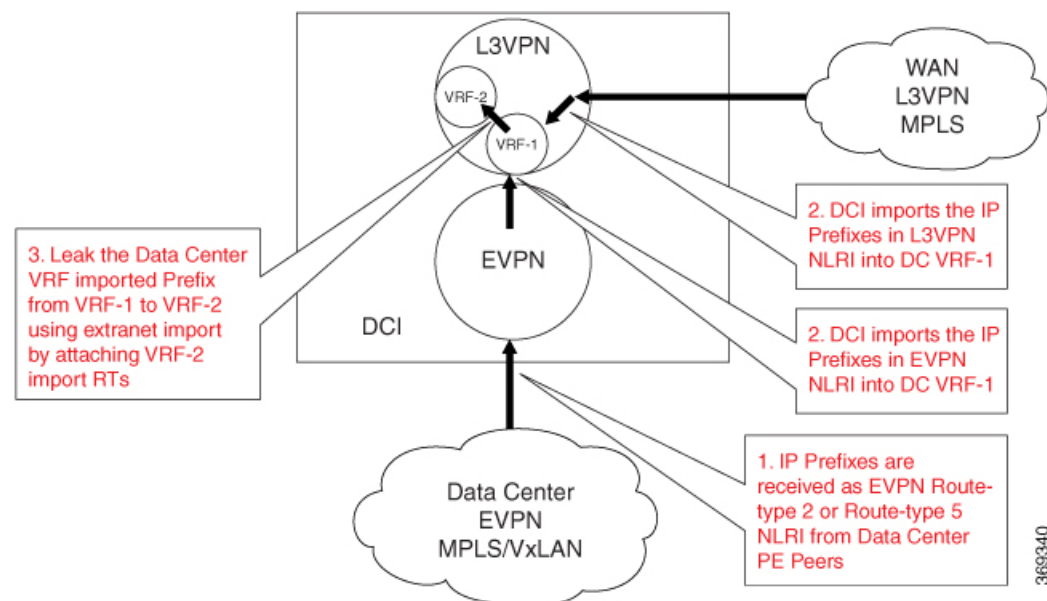 L3VPN
VRF-2
VRF-1
WAN
L3VPN
MPLS
2. DCI imports the IP
Prefixes in L3VPN
NLRI into DC VRF-1
3. Leak the Data Center
VRF imported Prefix
from VRF-1 to VRF-2
using extranet import
by attaching VRF-2
import RTs
EVPN
DCI
2. DCI imports the IP
Prefixes in EVPN
NLRI into DC VRF-1
Data Center
EVPN
MPLS/VxLAN
1. IP Prefixes are
received as EVPN Route-
type 2 or Route-type 5
NLRI from Data Center
PE Peers
369340